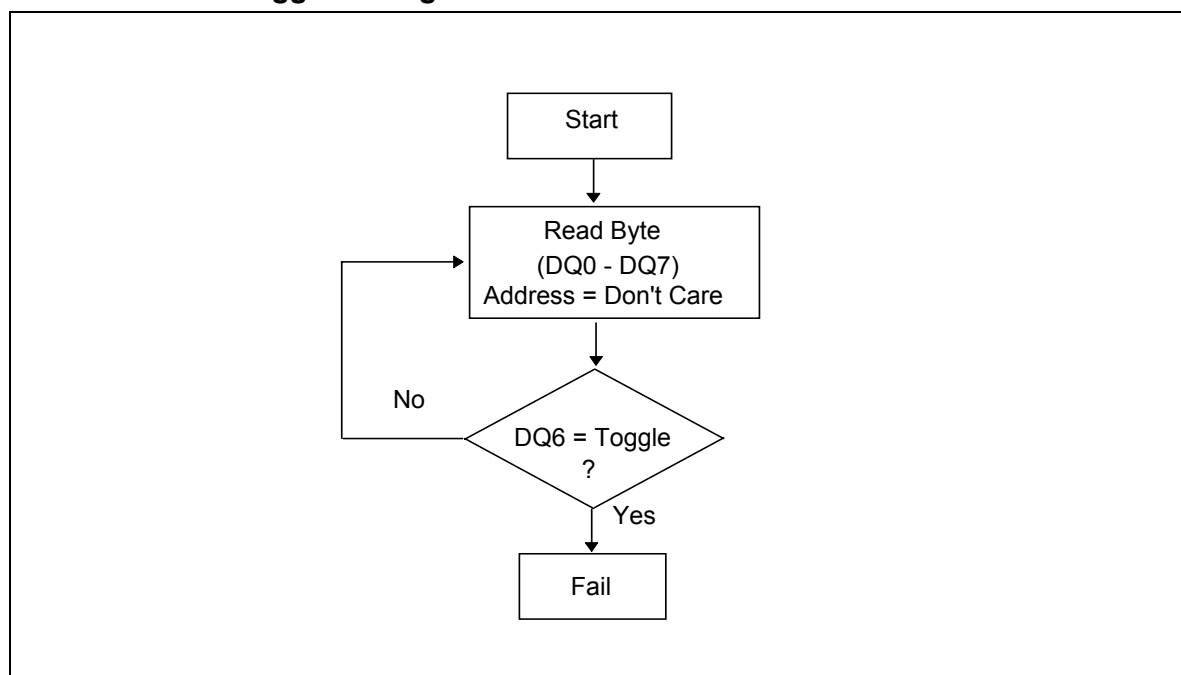 Start
Read Byte
(DQ0 - DQ7)
Address = Don't Care
No
DQ6 = Toggle
?
Yes
Fail